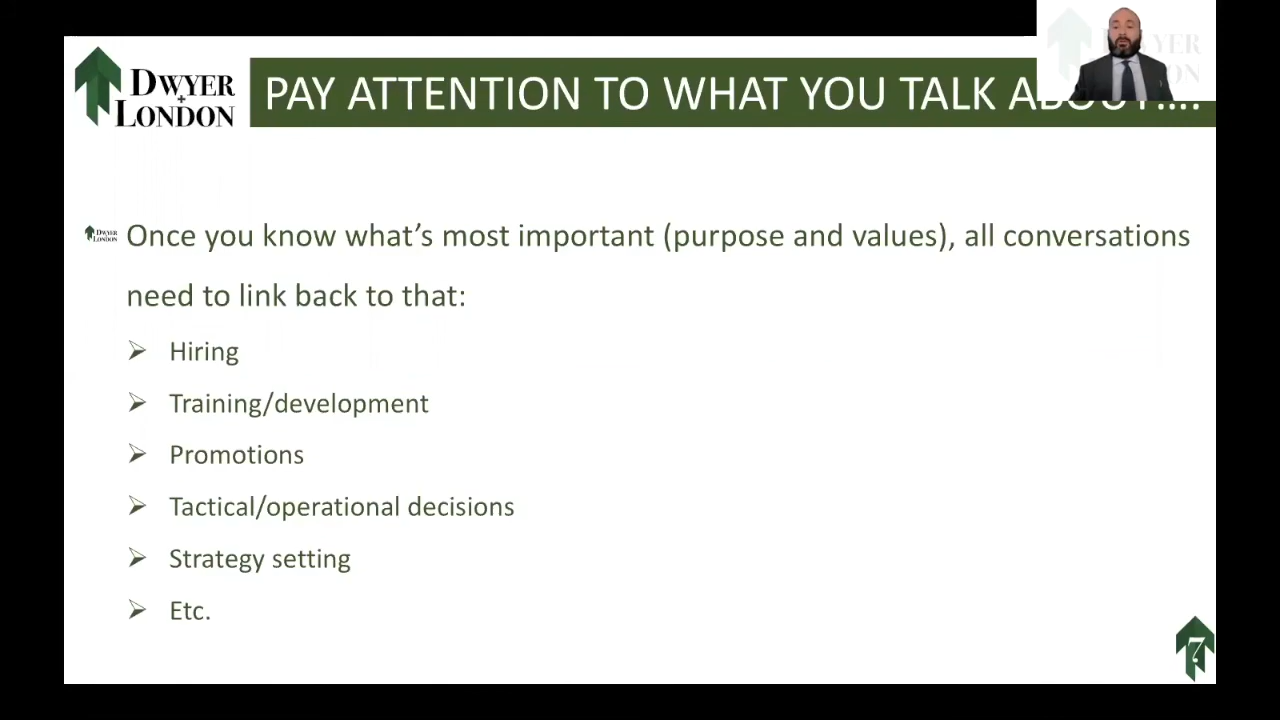 DWYER
+
LONDON
PAY ATTENTION TO WHAT YOU TALK ABOUT....
Once you know what’s most important (purpose and values), all conversations
need to link back to that:
Hiring
Training/development
Promotions
Tactical/operational decisions
Strategy setting
Etc.
7